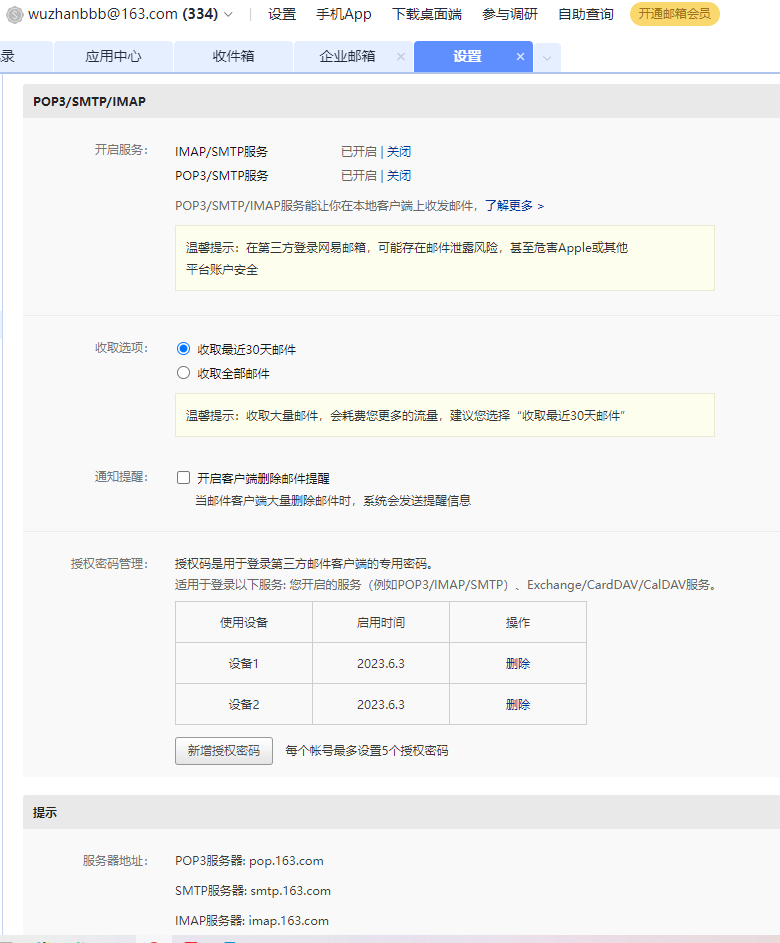 wuzhanbbb@163.com (334) 设置 手机App 下载桌面端 参与调研 自助查询 开通邮箱会员
录 应用中心 收件箱 企业邮箱 设置
POP3/SMTP/IMAP
开启服务: IMAP/SMTP服务 已开启 | 关闭
POP3/SMTP服务 已开启 | 关闭
POP3/SMTP/IMAP服务能让你在本地客户端上收发邮件，了解更多 >
温馨提示：在第三方登录网易邮箱，可能存在邮件泄露风险，甚至危害Apple或其他
平台账户安全
收取选项: 收取最近30天邮件
收取全部邮件
温馨提示：收取大量邮件，会耗费您更多的流量，建议您选择“收取最近30天邮件”
通知提醒: 开启客户端删除邮件提醒
当邮件客户端大量删除邮件时，系统会发送提醒信息
授权密码管理: 授权码是用于登录第三方邮件客户端的专用密码。
适用于登录以下服务: 您开启的服务（例如POP3/IMAP/SMTP）、Exchange/CardDAV/CalDAV服务。
使用设备 启用时间 操作
设备1 2023.6.3 删除
设备2 2023.6.3 删除
新增授权密码 每个帐号最多设置5个授权密码
提示
服务器地址: POP3服务器: pop.163.com
SMTP服务器: smtp.163.com
IMAP服务器: imap.163.com